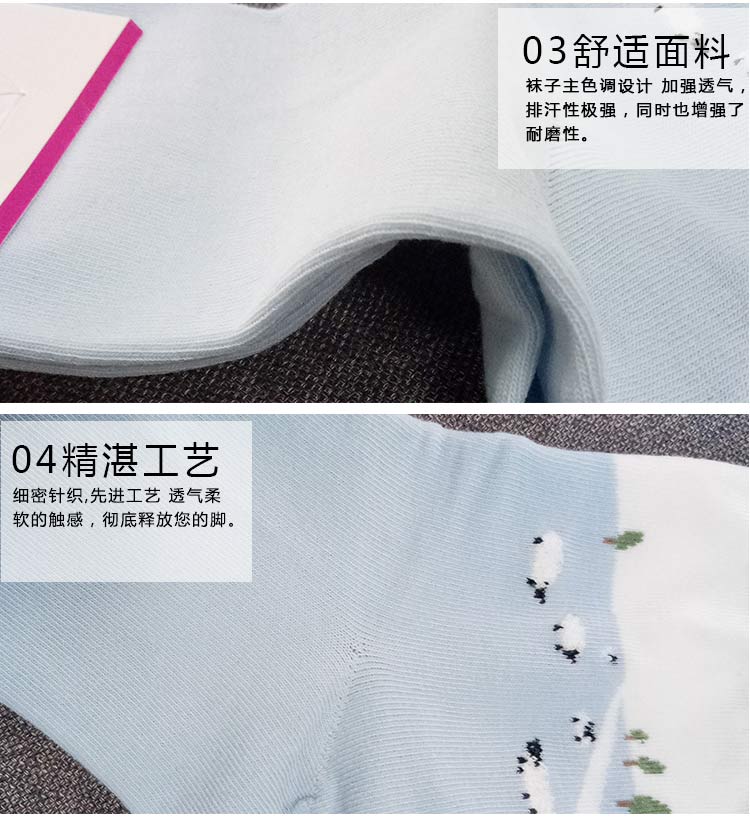 03舒适面料
袜子主色调设计 加强透气，
排汗性极强，同时也增强了
耐磨性。
04精湛工艺
细密针织,先进工艺 透气柔
软的触感，彻底释放您的脚。